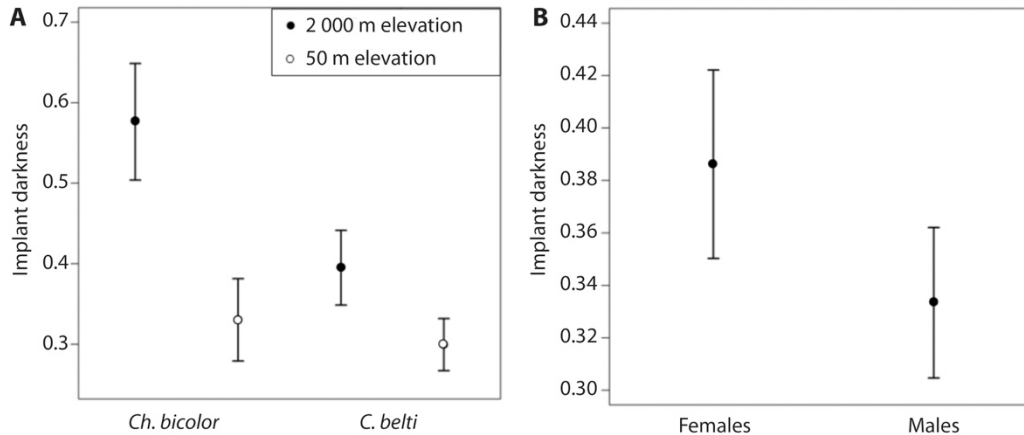 A
2 000 m elevation
50 m elevation
0.7
0.6
0.5
0.4
0.3
Implant darkness
Ch. bicolor
C. belti
B
0.44
0.42
0.40
0.38
0.36
0.34
0.32
0.30
Implant darkness
Females
Males